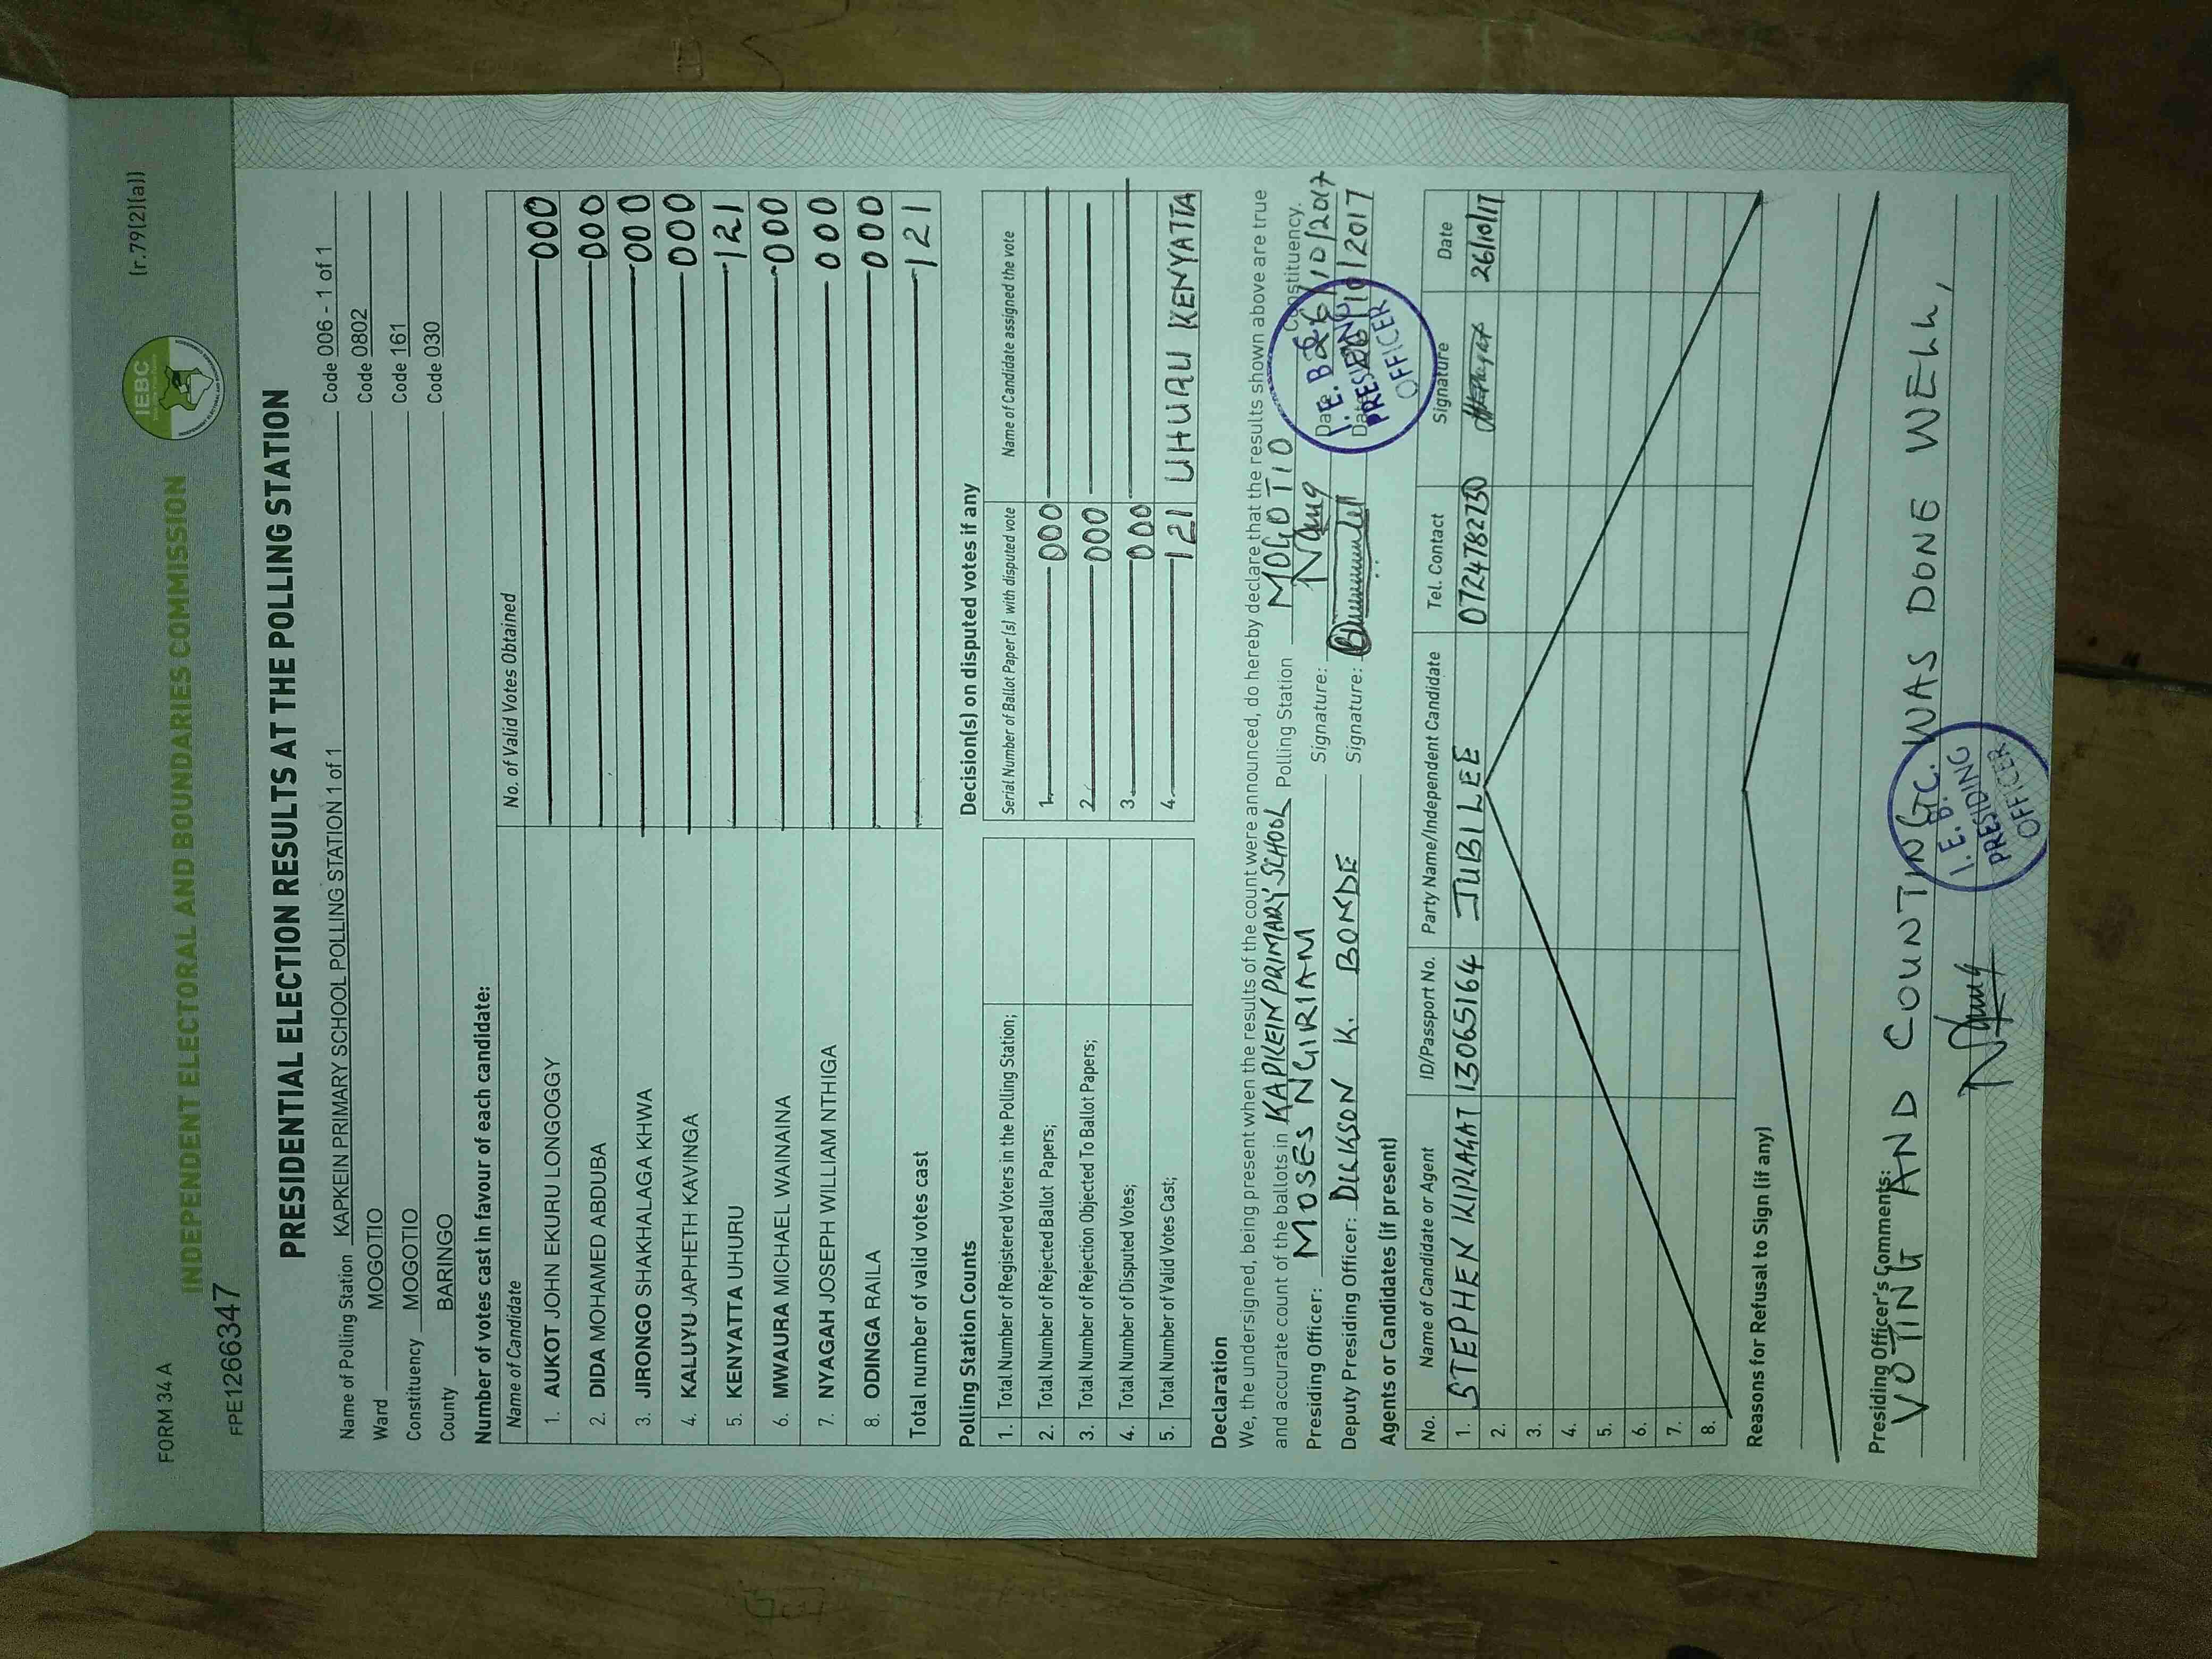 FORM 34 A
(r.79(2)(a))
IEBC
INDEPENDENT ELECTORAL AND BOUNDARIES COMMISSION
FPE1266347
PRESIDENTIAL ELECTION RESULTS AT THE POLLING STATION
Name of Polling Station KAPKEIN PRIMARY SCHOOL POLLING STATION 1 of 1 Code 006 - 1 of 1
Ward MOGOTIO Code 0802
Constituency MOGOTIO Code 161
County BARINGO Code 030
Number of votes cast in favour of each candidate:
Name of Candidate No. of Valid Votes Obtained
1. AUKOT JOHN EKURU LONGOGGY 000
2. DIDA MOHAMED ABDUBA 000
3. JIRONGO SHAKHALAGA KHWA 000
4. KALUYU JAPHETH KAVINGA 000
5. KENYATTA UHURU 121
6. MWAURA MICHAEL WAINAINA 000
7. NYAGAH JOSEPH WILLIAM NTHIGA 000
8. ODINGA RAILA 000
Total number of valid votes cast 121
Polling Station Counts
1. Total Number of Registered Voters in the Polling Station;
2. Total Number of Rejected Ballot Papers;
3. Total Number of Rejection Objected To Ballot Papers;
4. Total Number of Disputed Votes;
5. Total Number of Valid Votes Cast;
Decision(s) on disputed votes if any
Serial Number of Ballot Paper(s) with disputed vote Name of Candidate assigned the vote
1. 000
2. 000
3. 000
4. 121 UHURU KENYATTA
Declaration
We, the undersigned, being present when the results of the count were announced, do hereby declare that the results shown above are true
and accurate count of the ballots in KAPKEIN PRIMARY SCHOOL Polling Station MOGOTIO Constituency.
Presiding Officer: MOSES NGIRIAM Signature: Date 26/10/2017
Deputy Presiding Officer: DICKSON K. BONDE Signature: Date 26/10/2017
I.E.B.C.
PRESIDING
OFFICER
Agents or Candidates (if present)
No. Name of Candidate or Agent ID/Passport No. Party Name/Independent Candidate Tel. Contact Signature Date
1. STEPHEN KIPLAGAT 13065164 JUBILEE 0724782730 26/10/17
2.
3.
4.
5.
6.
7.
8.
Reasons for Refusal to Sign (if any)
Presiding Officer's Comments:
VOTING AND COUNTING WAS DONE WELL,
I.E.B.C.
PRESIDING
OFFICER